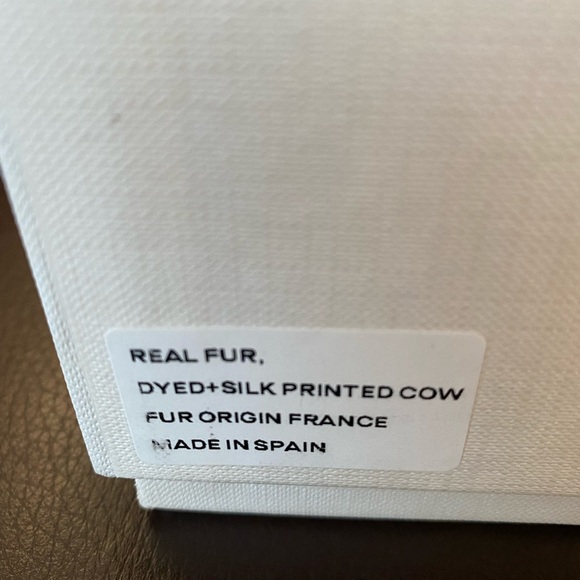 REAL FUR,
DYED+SILK PRINTED COW
FUR ORIGIN FRANCE
MADE IN SPAIN